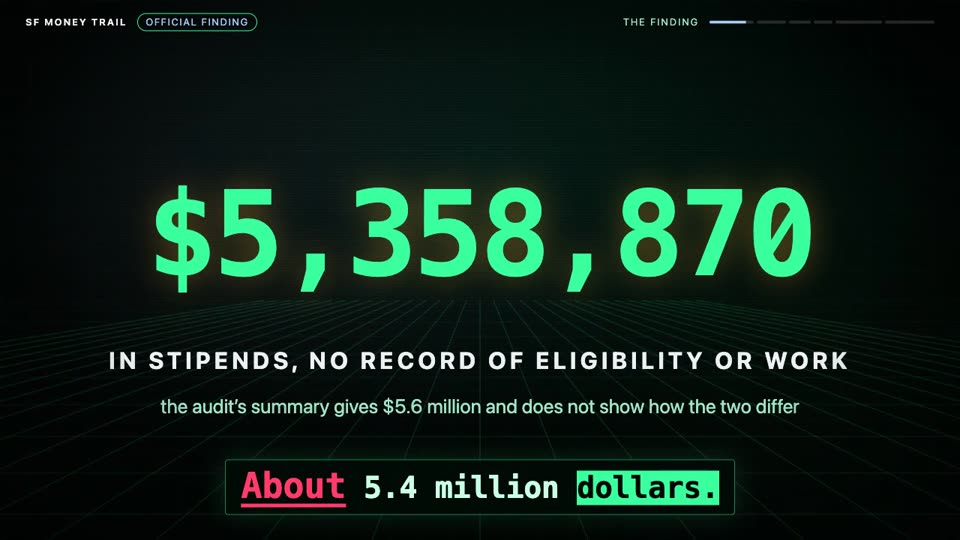 SF MONEY TRAIL OFFICIAL FINDING THE FINDING
$5,358,870
IN STIPENDS, NO RECORD OF ELIGIBILITY OR WORK
the audit’s summary gives $5.6 million and does not show how the two differ
About 5.4 million dollars.